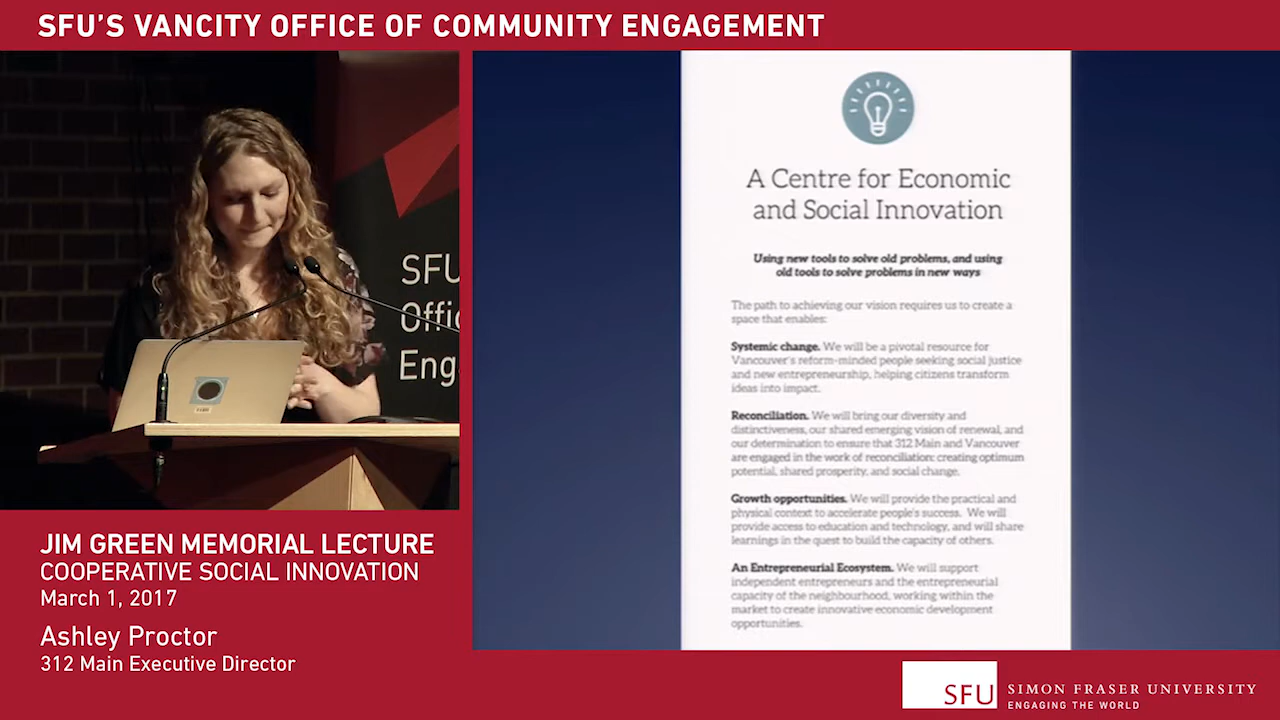 SFU'S VANCITY OFFICE OF COMMUNITY ENGAGEMENT
SFU
Offic
Eng
A Centre for Economic
and Social Innovation
Using new tools to solve old problems, and using
old tools to solve problems in new ways
The path to achieving our vision requires us to create a
space that enables:
Systemic change. We will be a pivotal resource for
Vancouver's reform-minded people seeking social justice
and new entrepreneurship, helping citizens transform
ideas into impact.
Reconciliation. We will bring our diversity and
distinctiveness, our shared emerging vision of renewal, and
our determination to ensure that 312 Main and Vancouver
are engaged in the work of reconciliation: creating optimum
potential, shared prosperity, and social change.
Growth opportunities. We will provide the practical and
physical context to accelerate people's success. We will
provide access to education and technology, and will share
learnings in the quest to build the capacity of others.
An Entrepreneurial Ecosystem. We will support
independent entrepreneurs and the entrepreneurial
capacity of the neighbourhood, working within the
market to create innovative economic development
opportunities.
JIM GREEN MEMORIAL LECTURE
COOPERATIVE SOCIAL INNOVATION
March 1, 2017
Ashley Proctor
312 Main Executive Director
SFU SIMON FRASER UNIVERSITY
ENGAGING THE WORLD